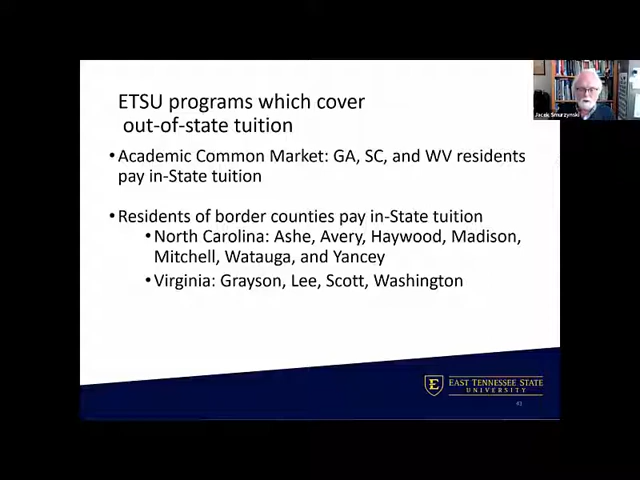 ETSU programs which cover
out-of-state tuition
•Academic Common Market: GA, SC, and WV residents
pay in-State tuition
•Residents of border counties pay in-State tuition
•North Carolina: Ashe, Avery, Haywood, Madison,
Mitchell, Watauga, and Yancey
•Virginia: Grayson, Lee, Scott, Washington
Jacek Smurzynski
E EAST TENNESSEE STATE
UNIVERSITY